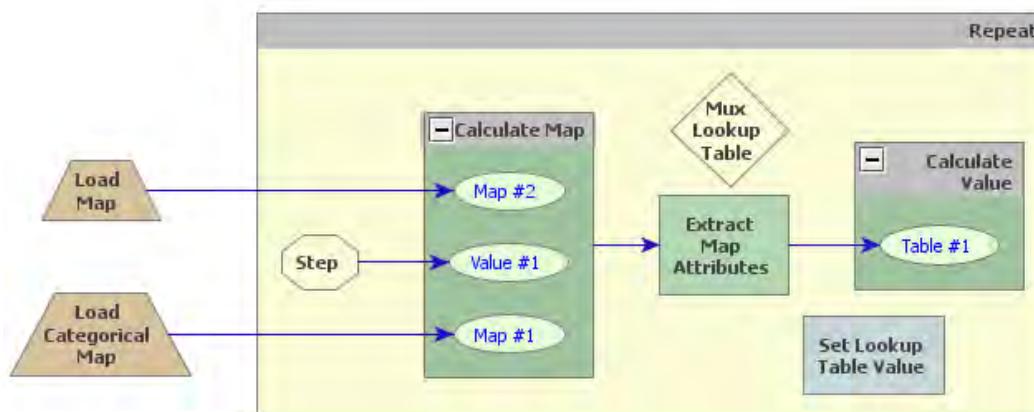 Repeat
Load
Map
Step
Load
Categorical
Map
Calculate Map
Map #2
Value #1
Map #1
Mux
Lookup
Table
Extract
Map
Attributes
Calculate
Value
Table #1
Set Lookup
Table Value